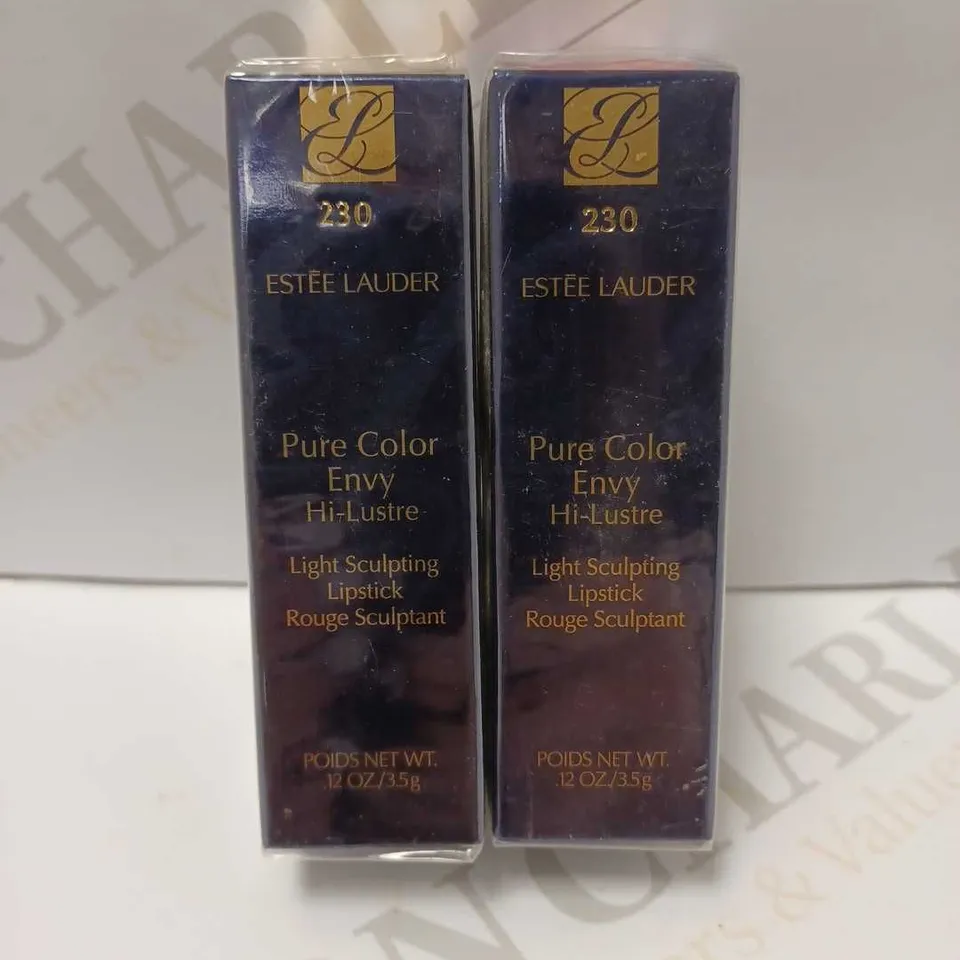 EL
230
ESTĒE LAUDER
Pure Color
Envy
Hi-Lustre
Light Sculpting
Lipstick
Rouge Sculptant
POIDS NET WT.
.12 OZ./3.5g
EL
230
ESTĒE LAUDER
Pure Color
Envy
Hi-Lustre
Light Sculpting
Lipstick
Rouge Sculptant
POIDS NET WT.
.12 OZ./3.5g